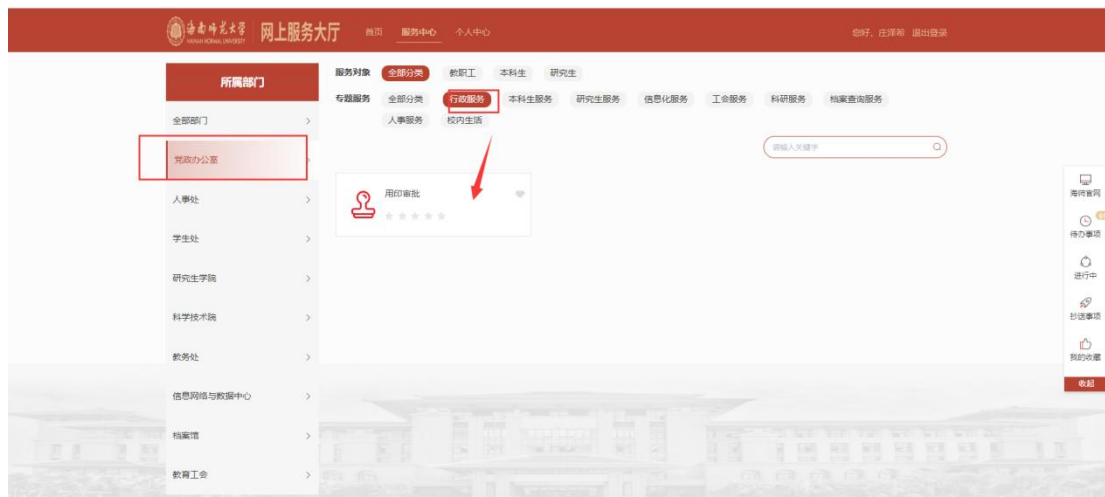 海南师范大学 网上服务大厅 首页 服务中心 个人中心 您好，庄洋裕 退出登录
HAINAN NORMAL UNIVERSITY
所属部门
全部部门
党政办公室
人事处
学生处
研究生学院
科学技术院
教务处
信息网络与数据中心
档案馆
教育工会
服务对象 全部分类 教职工 本科生 研究生
专题服务 全部分类 行政服务 本科生服务 研究生服务 信息化服务 工会服务 科研服务 档案查询服务
人事服务 校内生活
请输入关键字
用印审批
海师官网
待办事项
进行中
抄送事项
我的收藏
收起